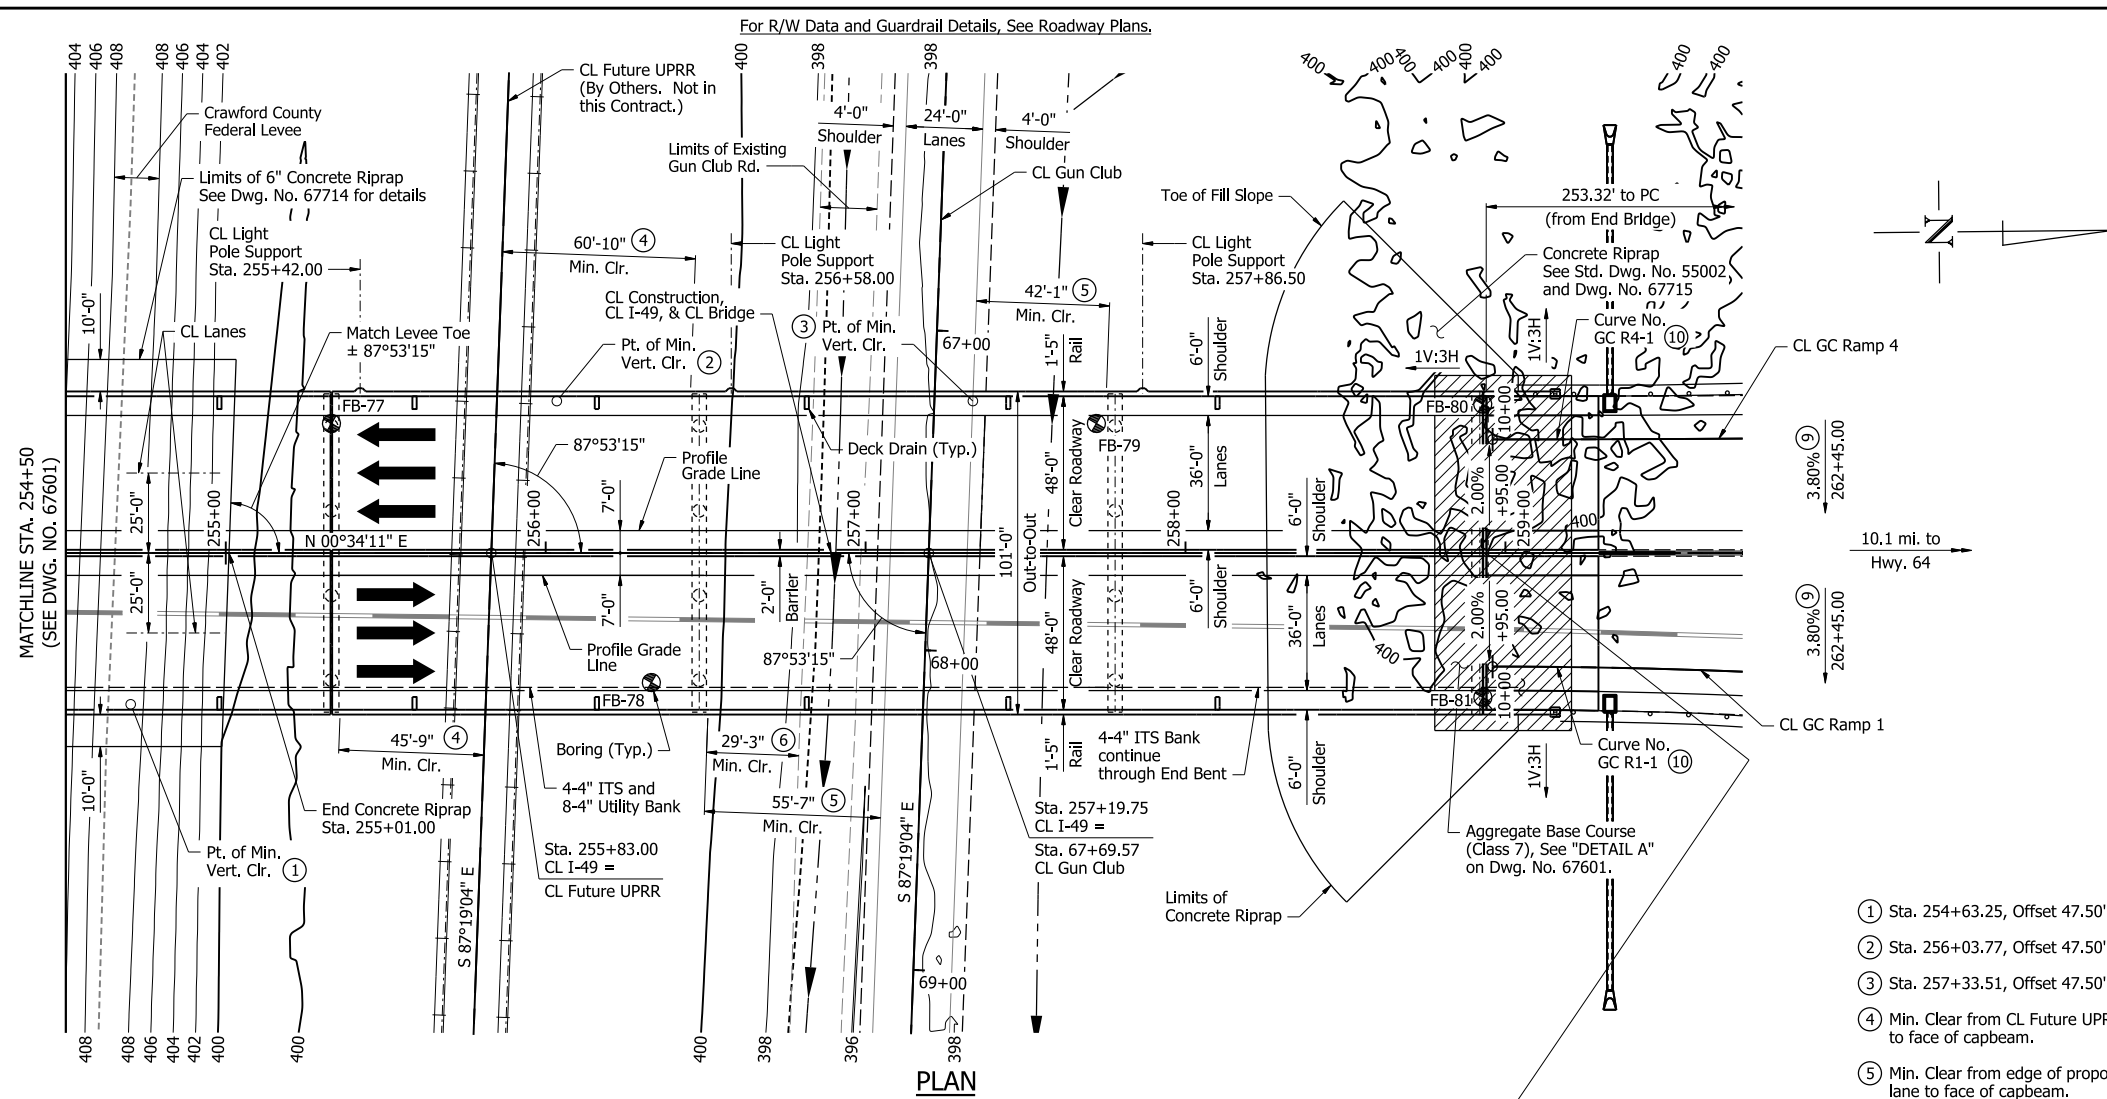 For R/W Data and Guardrail Details, See Roadway Plans.
404
406
408
408
406
404
402
400
398
398
400
400
400
400
400
400
400
400
CL Future UPRR
(By Others. Not in
this Contract.)
Crawford County
Federal Levee
Limits of 6" Concrete Riprap
See Dwg. No. 67714 for details
CL Light
Pole Support
Sta. 255+42.00
10'-0"
CL Lanes
Match Levee Toe
± 87°53'15"
60'-10" 4
Min. Clr.
Limits of Existing
Gun Club Rd.
4'-0"
Shoulder
24'-0"
Lanes
4'-0"
Shoulder
CL Gun Club
CL Light
Pole Support
Sta. 256+58.00
CL Construction,
CL I-49, & CL Bridge
Pt. of Min.
Vert. Clr. 2
3 Pt. of Min.
Vert. Clr.
42'-1" 5
Min. Clr.
67+00
1'-5"
Rail
6'-0"
Shoulder
CL Light
Pole Support
Sta. 257+86.50
Toe of Fill Slope
253.32' to PC
(from End Bridge)
Concrete Riprap
See Std. Dwg. No. 55002
and Dwg. No. 67715
Curve No.
GC R4-1 10
1V:3H
1V:3H
CL GC Ramp 4
N
MATCHLINE STA. 254+50
(SEE DWG. NO. 67601)
FB-77
87°53'15"
Profile
Grade Line
Deck Drain (Typ.)
FB-79
FB-80
10+00
25'-0"
25'-0"
255+00
N 00°34'11" E
256+00
7'-0"
7'-0"
257+00
258+00
259+00
101'-0"
Out-to-Out
48'-0"
Clear Roadway
48'-0"
Clear Roadway
36'-0"
Lanes
36'-0"
Lanes
6'-0"
Shoulder
6'-0"
Shoulder
2.00%
+95.00
2.00%
+95.00
400
400
3.80% 9
262+45.00
10.1 mi. to
Hwy. 64
3.80% 9
262+45.00
2'-0"
Barrier
87°53'15"
68+00
Profile Grade
Line
FB-78
FB-81
10+00
CL GC Ramp 1
Curve No.
GC R1-1 10
1V:3H
45'-9" 4
Min. Clr.
Boring (Typ.)
29'-3" 6
Min. Clr.
55'-7" 5
Min. Clr.
1'-5"
Rail
4-4" ITS Bank
continue
through End Bent
6'-0"
Shoulder
10'-0"
End Concrete Riprap
Sta. 255+01.00
Pt. of Min.
Vert. Clr. 1
4-4" ITS and
8-4" Utility Bank
Sta. 255+83.00
CL I-49 =
CL Future UPRR
S 87°19'04" E
S 87°19'04" E
Sta. 257+19.75
CL I-49 =
Sta. 67+69.57
CL Gun Club
69+00
Aggregate Base Course
(Class 7), See "DETAIL A"
on Dwg. No. 67601.
Limits of
Concrete Riprap
408
408
406
404
402
400
400
400
398
396
398
PLAN
1 Sta. 254+63.25, Offset 47.50'
2 Sta. 256+03.77, Offset 47.50'
3 Sta. 257+33.51, Offset 47.50'
4 Min. Clear from CL Future UPR
to face of capbeam.
5 Min. Clear from edge of propo
lane to face of capbeam.